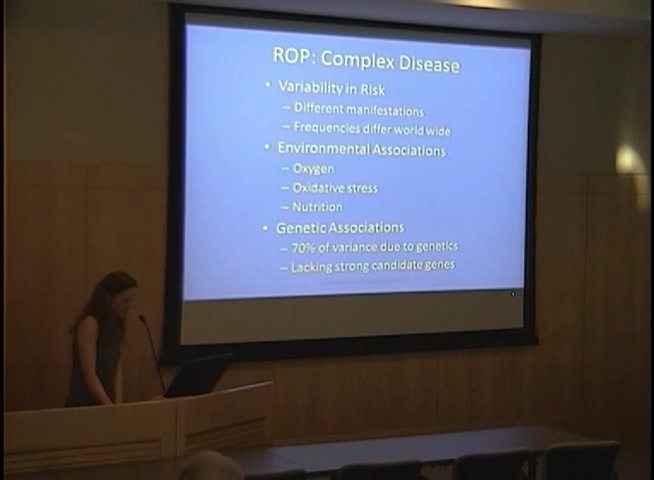 ROP: Complex Disease
• Variability in Risk
– Different manifestations
– Frequencies differ world wide
• Environmental Associations
– Oxygen
– Oxidative stress
– Nutrition
• Genetic Associations
– 70% of variance due to genetics
– Lacking strong candidate genes